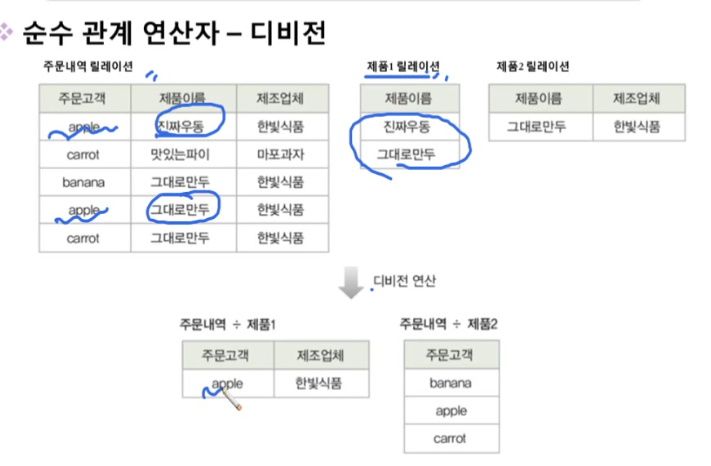 순수 관계 연산자 – 디비전
주문내역 릴레이션
주문고객 제품이름 제조업체
apple 진짜우동 한빛식품
carrot 맛있는파이 마포과자
banana 그대로만두 한빛식품
apple 그대로만두 한빛식품
carrot 그대로만두 한빛식품
제품1 릴레이션
제품이름
진짜우동
그대로만두
제품2 릴레이션
제품이름 제조업체
그대로만두 한빛식품
디비전 연산
주문내역 ÷ 제품1
주문고객 제조업체
apple 한빛식품
주문내역 ÷ 제품2
주문고객
banana
apple
carrot